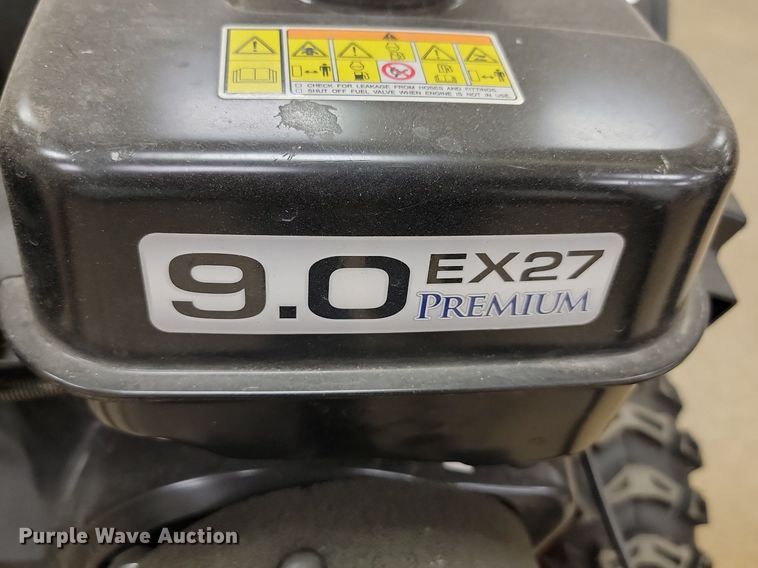 ☐ CHECK FOR LEAKAGE FROM HOSES AND FITTINGS.
☐ SHUT OFF FUEL VALVE WHEN ENGINE IS NOT IN USE.
9.0 EX27
PREMIUM
Purple Wave Auction